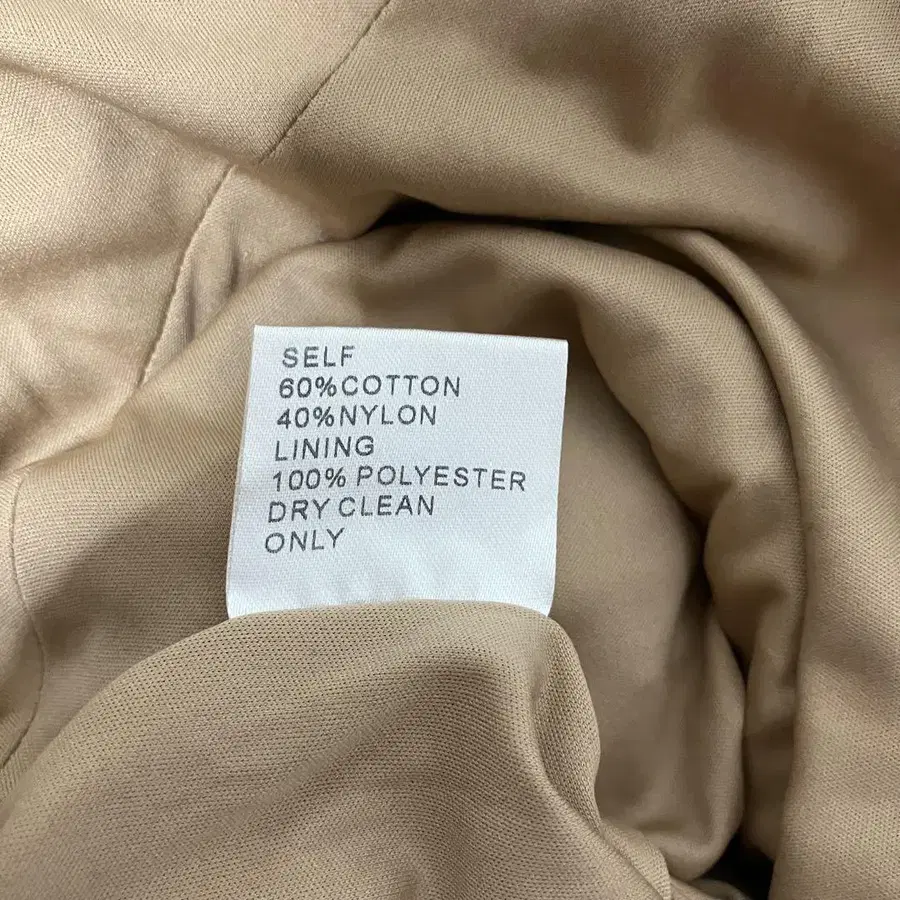 SELF
60%COTTON
40%NYLON
LINING
100% POLYESTER
DRY CLEAN
ONLY